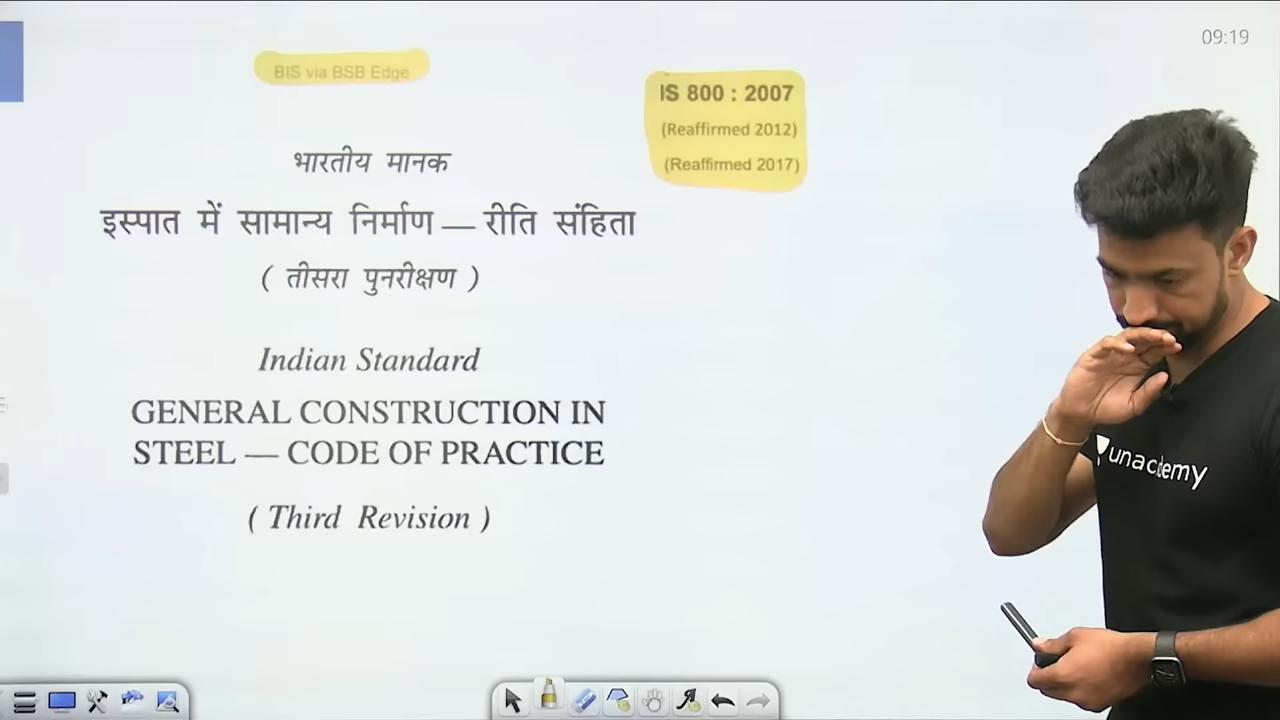 09:19
BIS via BSB Edge
IS 800 : 2007
(Reaffirmed 2012)
(Reaffirmed 2017)
भारतीय मानक
इस्पात में सामान्य निर्माण — रीति संहिता
( तीसरा पुनरीक्षण )
Indian Standard
GENERAL CONSTRUCTION IN
STEEL — CODE OF PRACTICE
( Third Revision )
unacademy